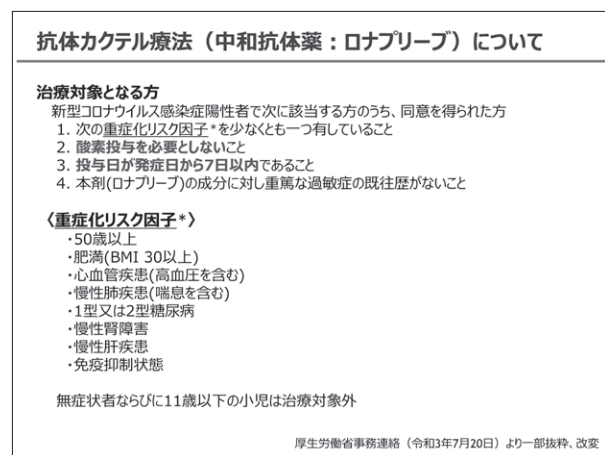 抗体カクテル療法（中和抗体薬：ロナプリーブ）について
治療対象となる方
新型コロナウイルス感染症陽性者で次に該当する方のうち、同意を得られた方
1. 次の重症化リスク因子*を少なくとも一つ有していること
2. 酸素投与を必要としないこと
3. 投与日が発症日から7日以内であること
4. 本剤(ロナプリーブ)の成分に対し重篤な過敏症の既往歴がないこと
〈重症化リスク因子*〉
・50歳以上
・肥満(BMI 30以上)
・心血管疾患(高血圧を含む)
・慢性肺疾患(喘息を含む)
・1型又は2型糖尿病
・慢性腎障害
・慢性肝疾患
・免疫抑制状態
無症状者ならびに11歳以下の小児は治療対象外
厚生労働省事務連絡（令和3年7月20日）より一部抜粋、改変